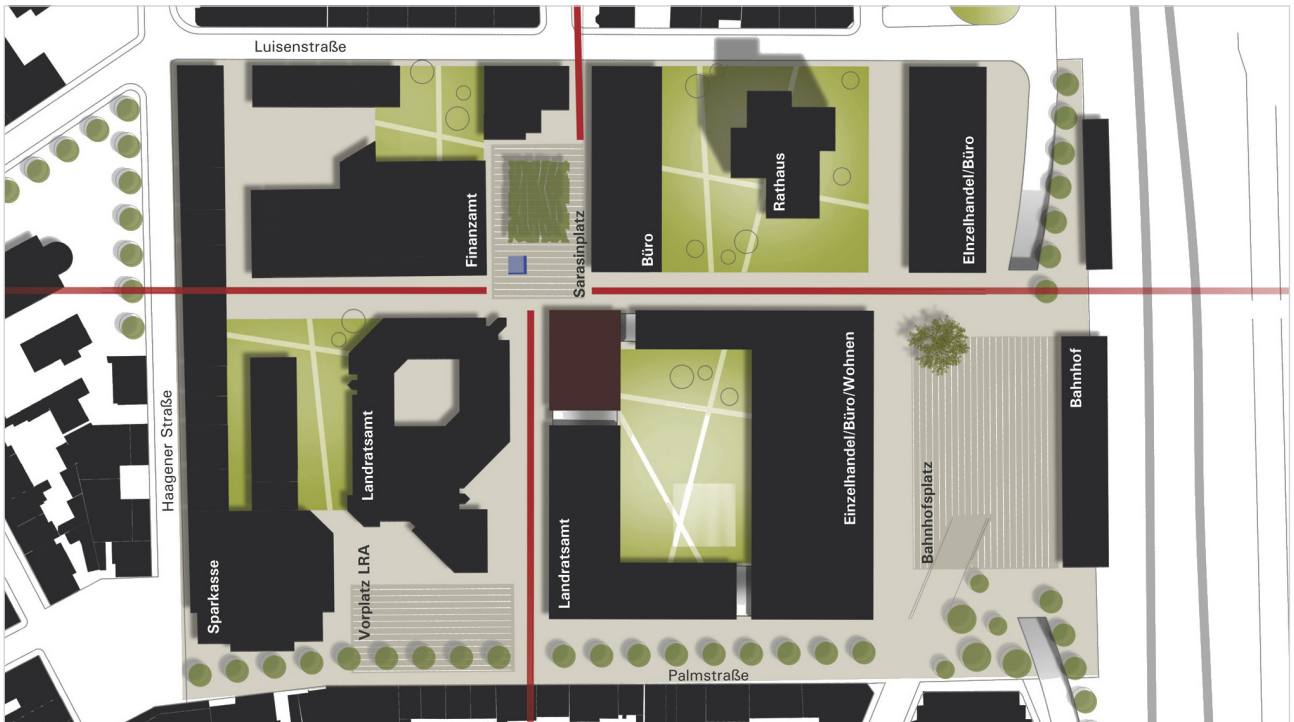 Luisenstraße
Finanzamt
Sarasinplatz
Büro
Rathaus
EInzelhandel/Büro
Haagener Straße
Landratsamt
Sparkasse
Vorplatz LRA
Landratsamt
EInzelhandel/Büro/Wohnen
Bahnhofsplatz
Bahnhof
Palmstraße